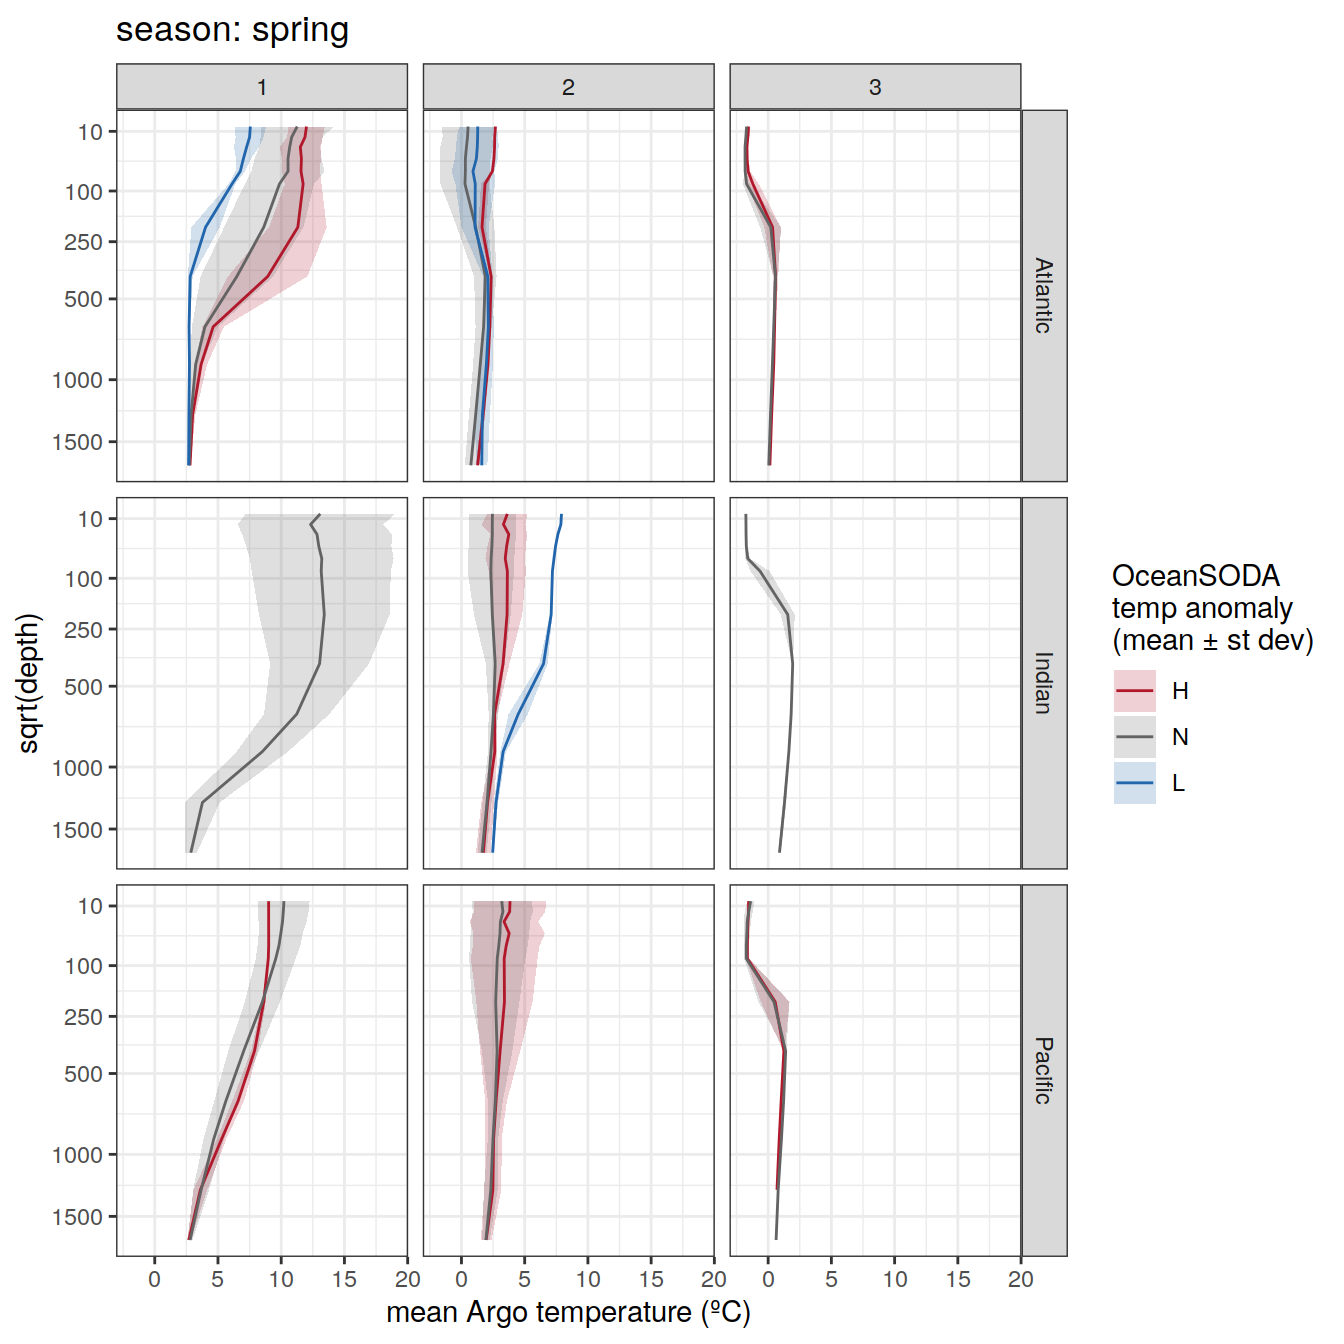 season: spring
1 2 3
10
100
250
500
1000
1500
Atlantic
10
100
250
500
1000
1500
Indian
10
100
250
500
1000
1500
Pacific
sqrt(depth)
0 5 10 15 20 0 5 10 15 20 0 5 10 15 20
mean Argo temperature (ºC)
OceanSODA
temp anomaly
(mean ± st dev)
H
N
L